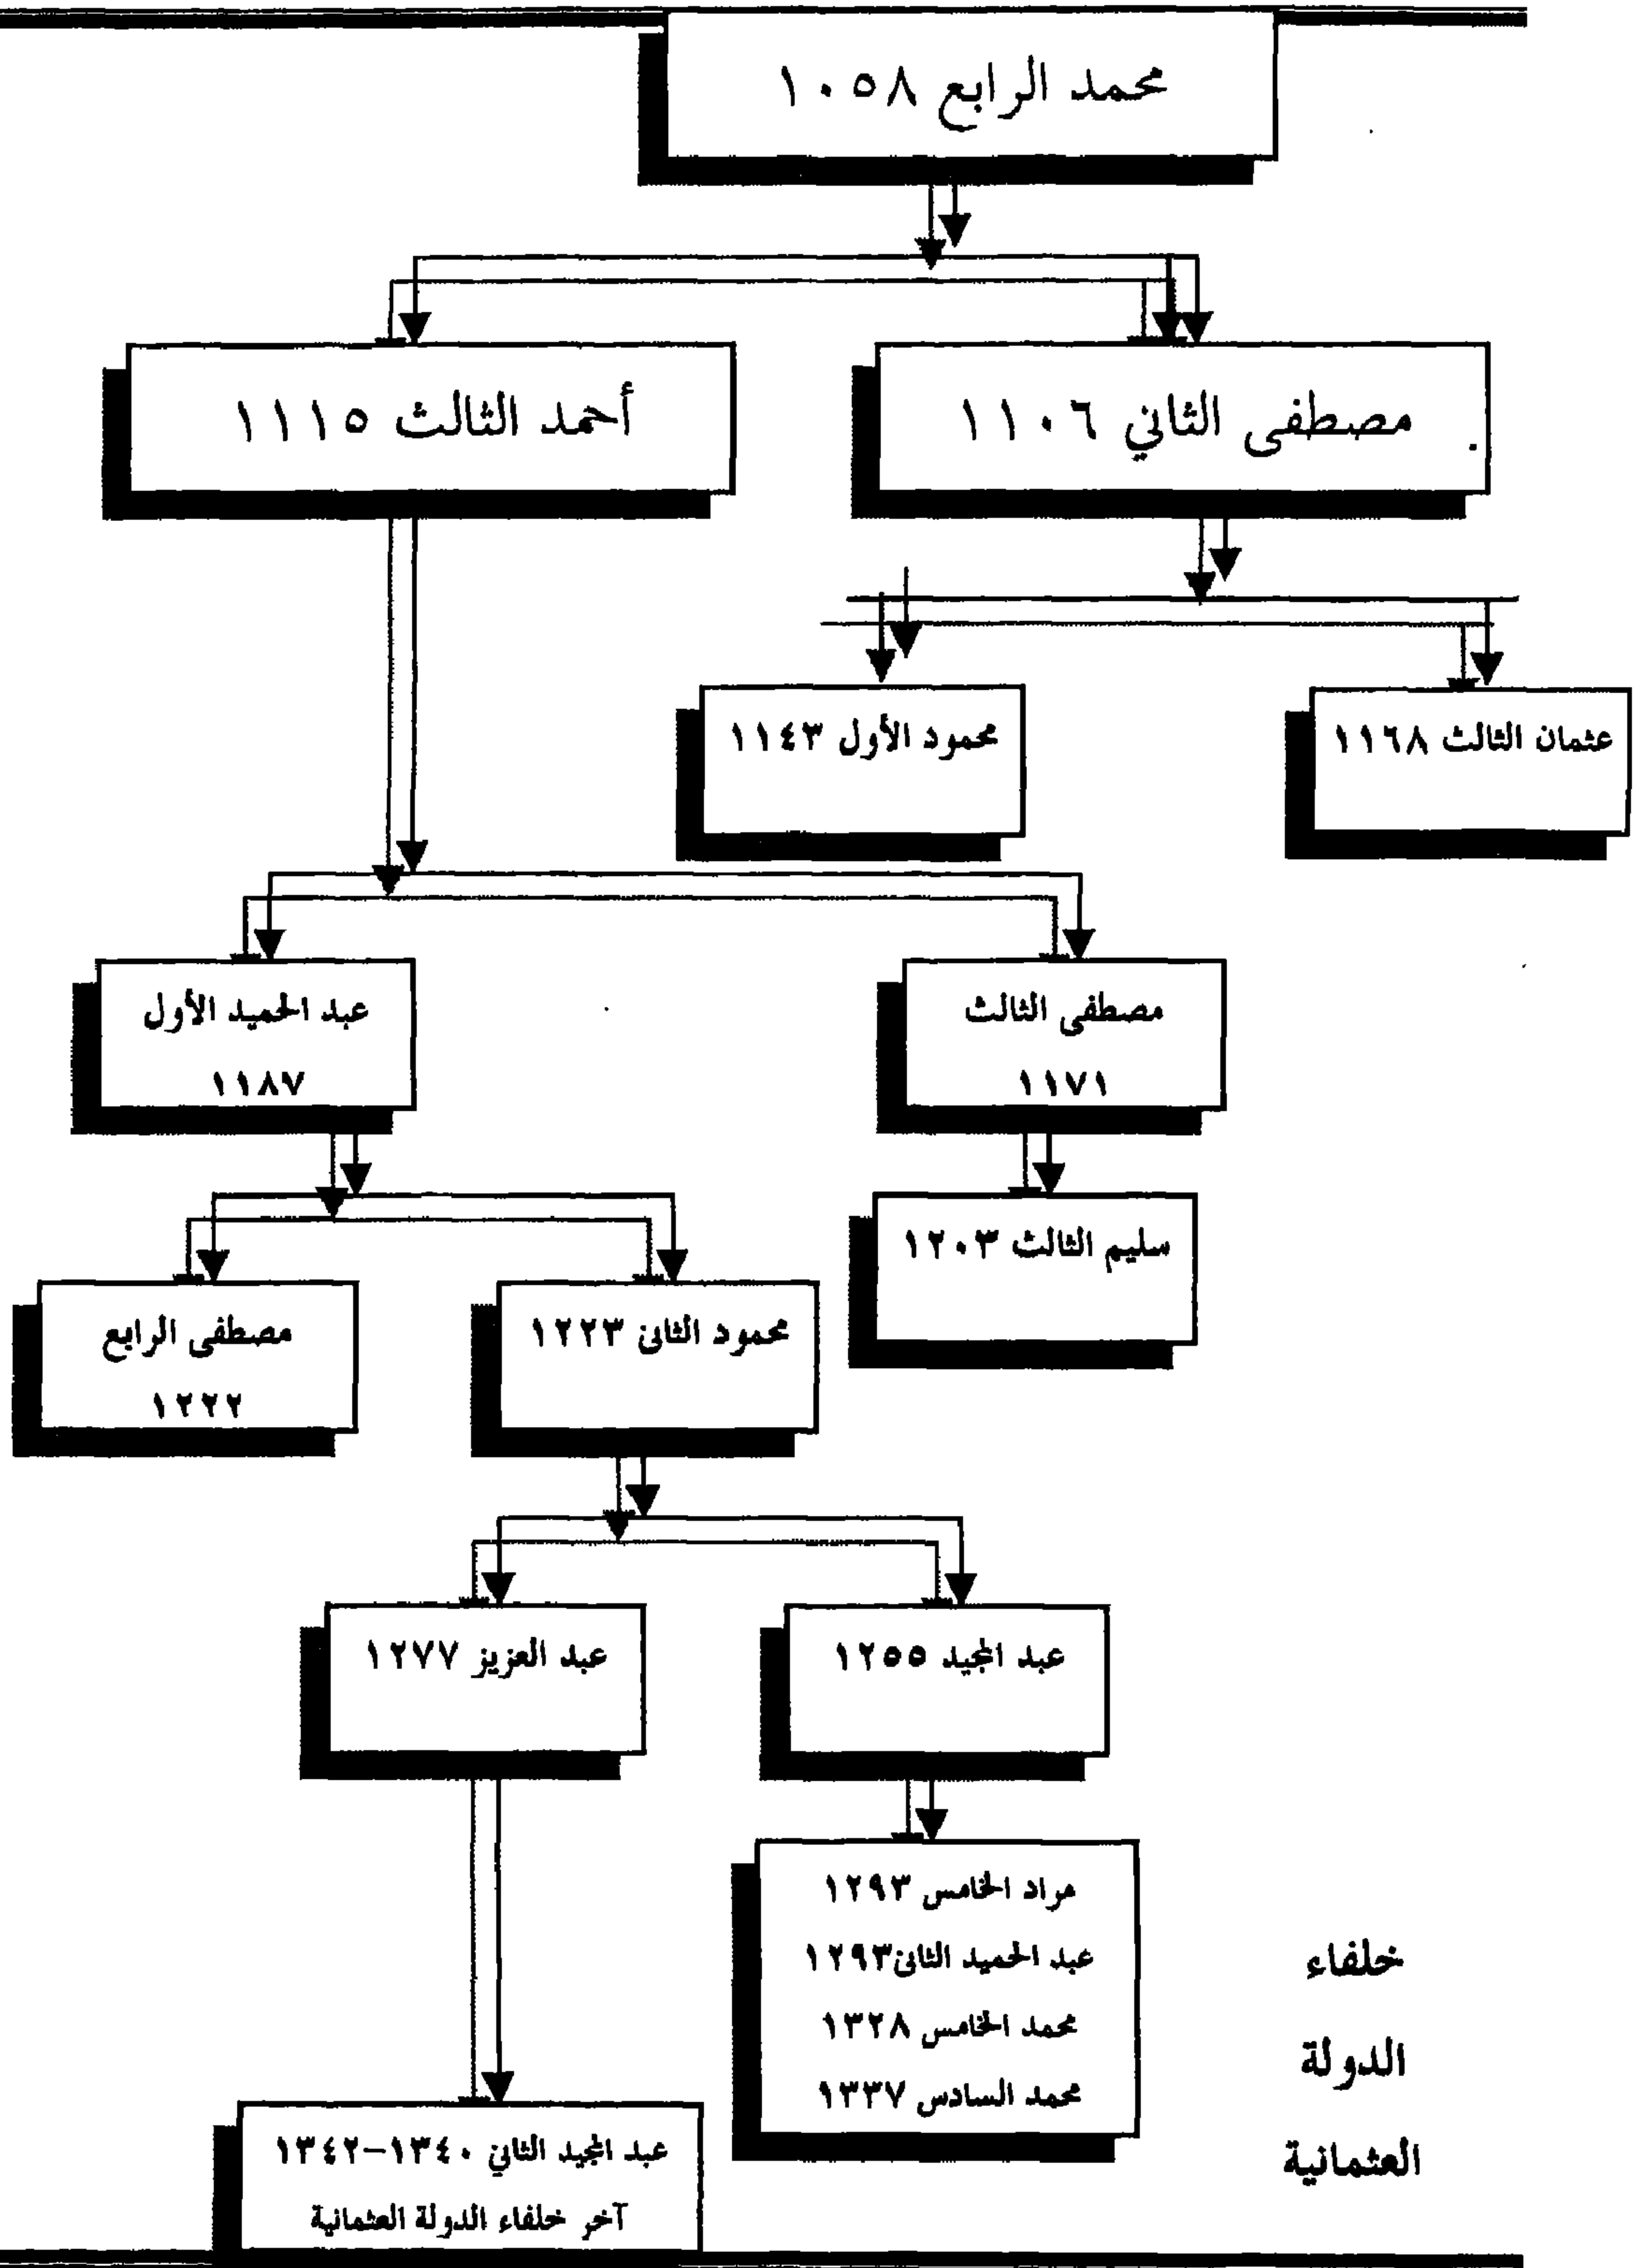 محمد الرابع ١٠٥٨
مصطفى الثاني ١١٠٦
أحمد الثالث ١١١٥
عثمان الثالث ١١٦٨
محمود الأول ١١٤٣
مصطفى الثالث
١١٧١
عبد الحميد الأول
١١٨٧
سليم الثالث ١٢٠٣
محمود الثانى ١٢٢٣
مصطفى الرابع
١٢٢٢
عبد المجيد ١٢٥٥
عبد العزيز ١٢٧٧
مراد الخامس ١٢٩٣
عبد الحميد الثانى١٢٩٣
محمد الخامس ١٣٢٨
محمد السادس ١٣٣٧
خلفاء
الدولة
العثمانية
عبد المجيد الثاني ١٣٤٠-١٣٤٢
آخر خلفاء الدولة العثمانية